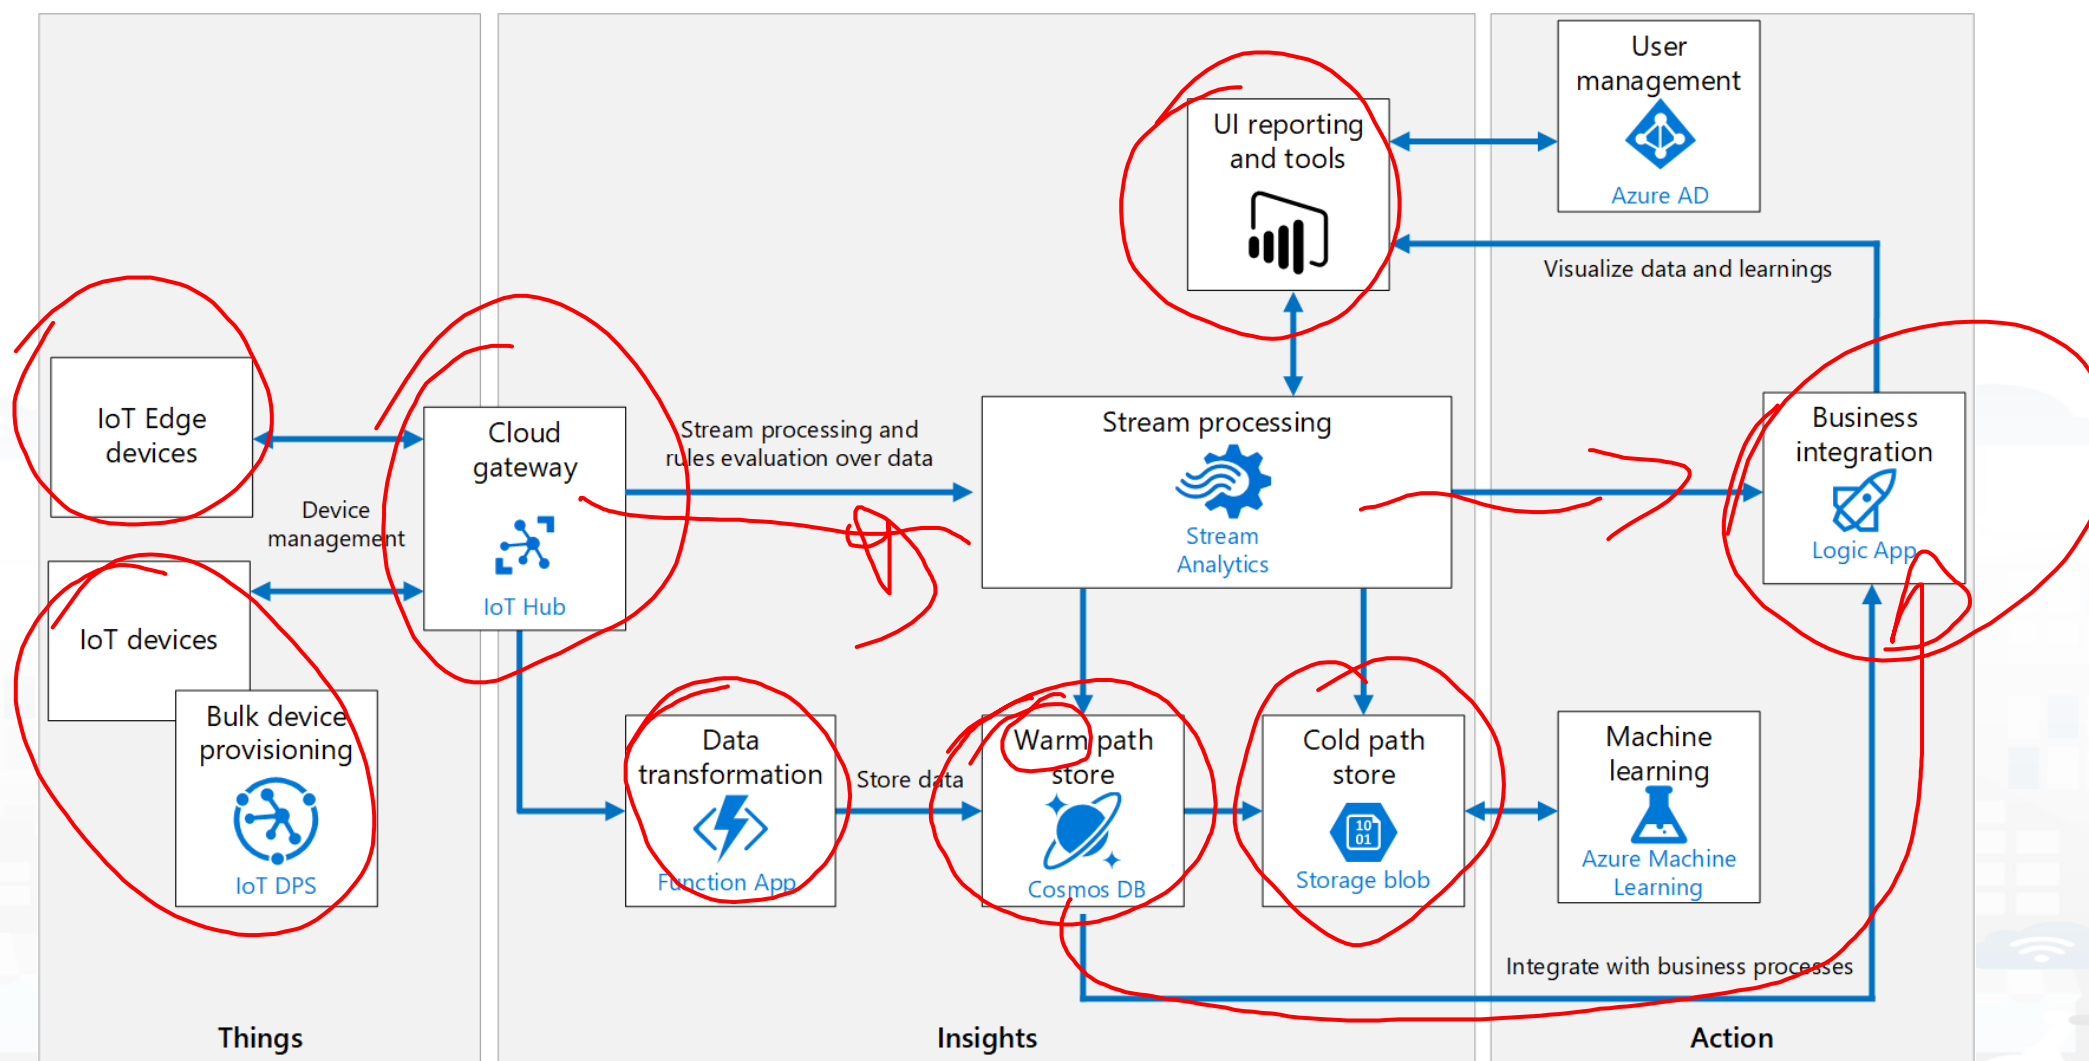 User
management
Azure AD
UI reporting
and tools
Visualize data and learnings
IoT Edge
devices
Device
management
IoT devices
Bulk device
provisioning
IoT DPS
Cloud
gateway
IoT Hub
Stream processing and
rules evaluation over data
Stream processing
Stream
Analytics
Business
integration
Logic App
Data
transformation
Function App
Store data
Warm path
store
Cosmos DB
Cold path
store
10
01
Storage blob
Machine
learning
Azure Machine
Learning
Integrate with business processes
Things
Insights
Action